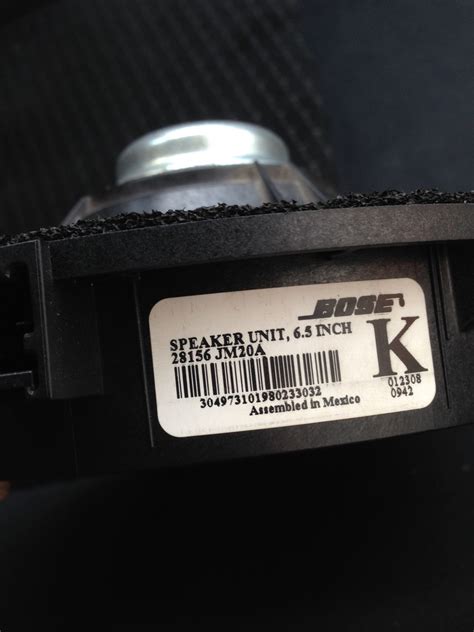 BOSE
SPEAKER UNIT, 6.5 INCH
28156 JM20A
K
304973101980233032
012308
Assembled in Mexico
0942